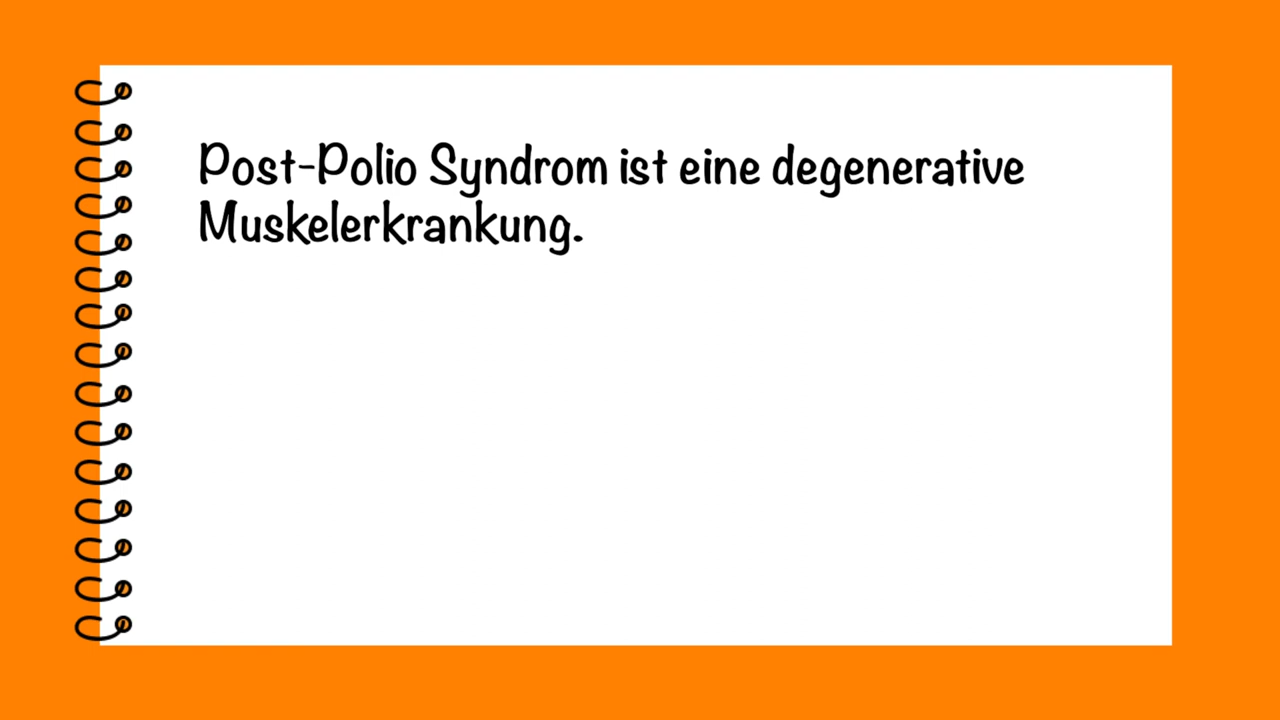 Post-Polio Syndrom ist eine degenerative
Muskelerkrankung.